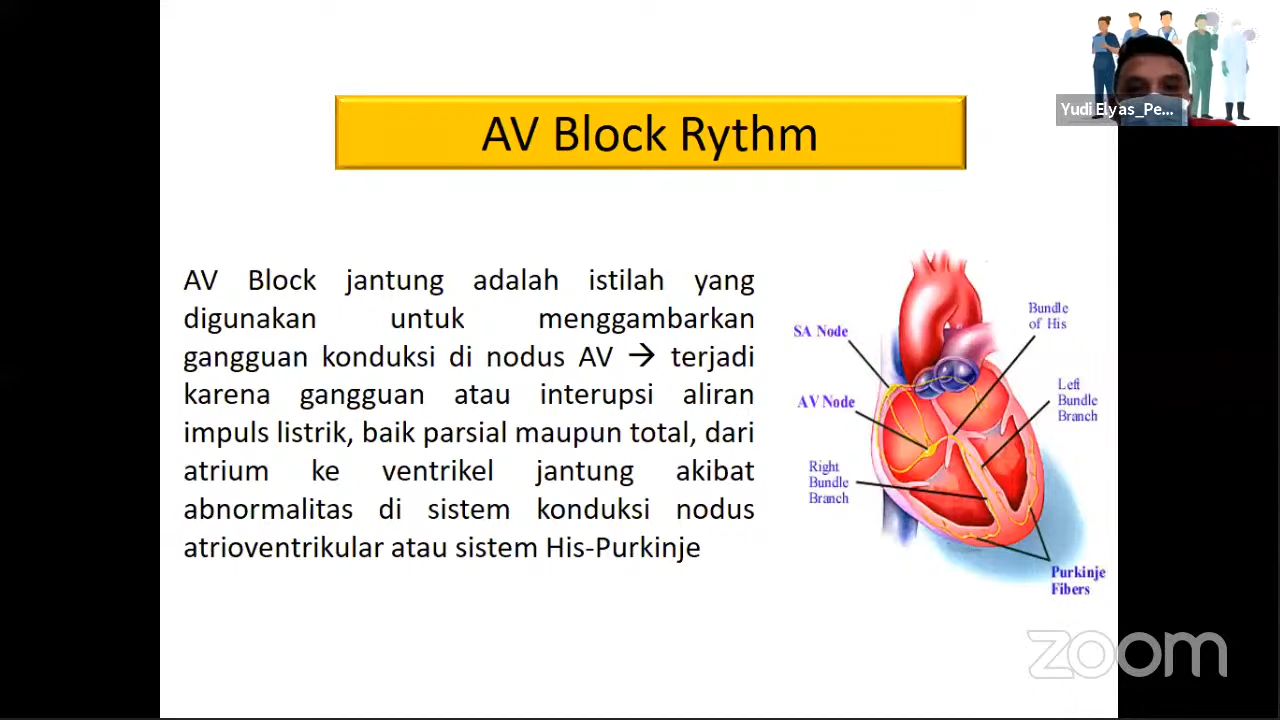 AV Block Rythm
Yudi Elyas_Pe...
AV Block jantung adalah istilah yang
digunakan untuk menggambarkan
gangguan konduksi di nodus AV → terjadi
karena gangguan atau interupsi aliran
impuls listrik, baik parsial maupun total, dari
atrium ke ventrikel jantung akibat
abnormalitas di sistem konduksi nodus
atrioventrikular atau sistem His-Purkinje
Bundle
of His
SA Node
Left
Bundle
Branch
AV Node
Right
Bundle
Branch
Purkinje
Fibers
zoom